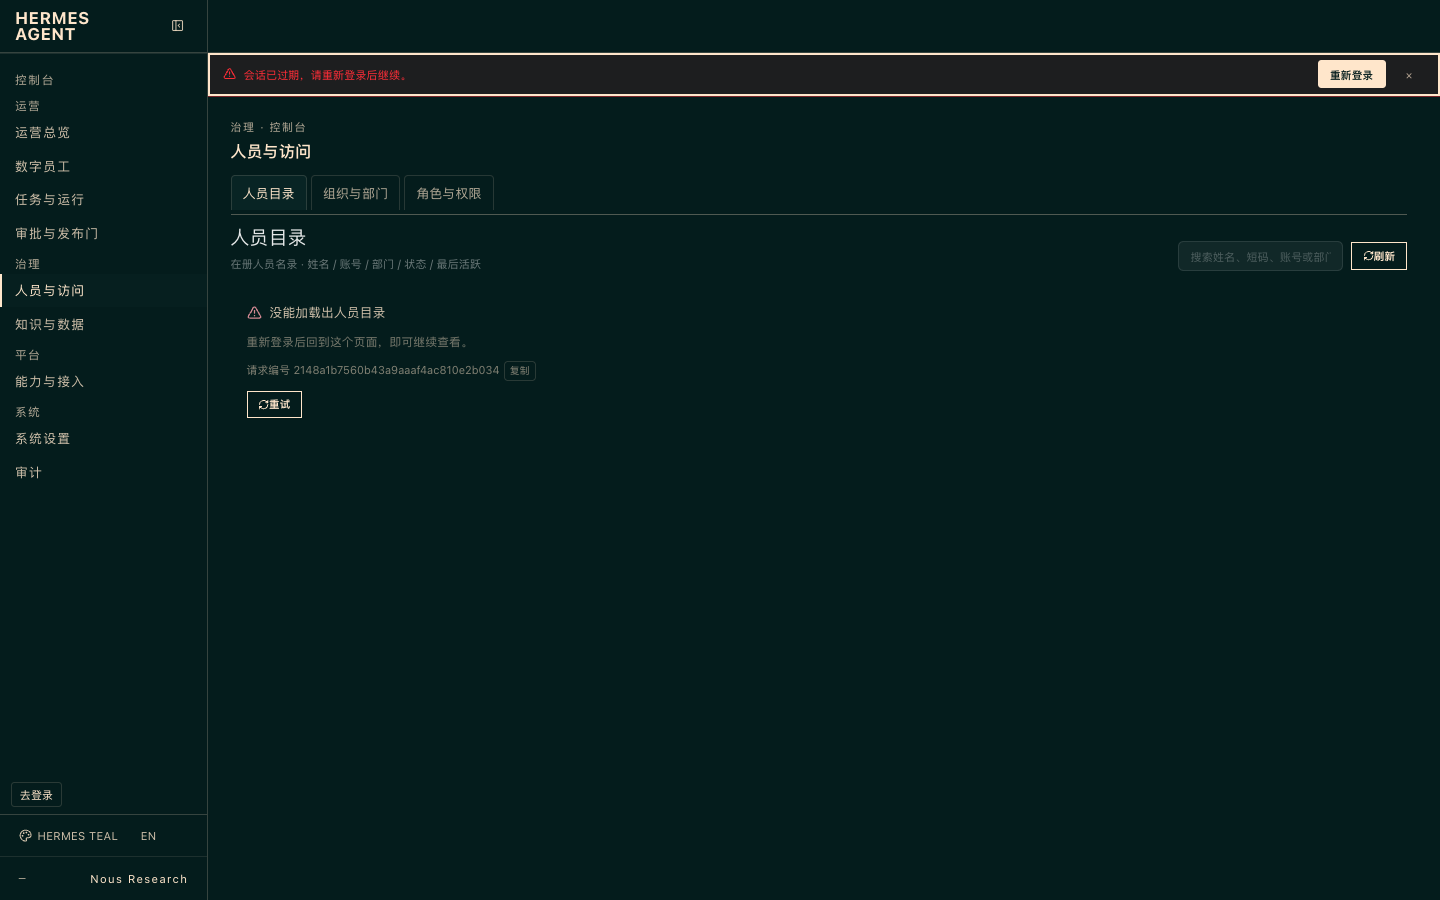 HERMES
AGENT
控制台
运营
运营总览
数字员工
任务与运行
审批与发布门
治理
人员与访问
知识与数据
平台
能力与接入
系统
系统设置
审计
去登录
HERMES TEAL EN
– Nous Research
会话已过期，请重新登录后继续。 重新登录 ×
治理 · 控制台
人员与访问
人员目录 组织与部门 角色与权限
人员目录
在册人员名录 · 姓名 / 账号 / 部门 / 状态 / 最后活跃
搜索姓名、短码、账号或部门 刷新
没能加载出人员目录
重新登录后回到这个页面，即可继续查看。
请求编号 2148a1b7560b43a9aaaf4ac810e2b034 复制
重试